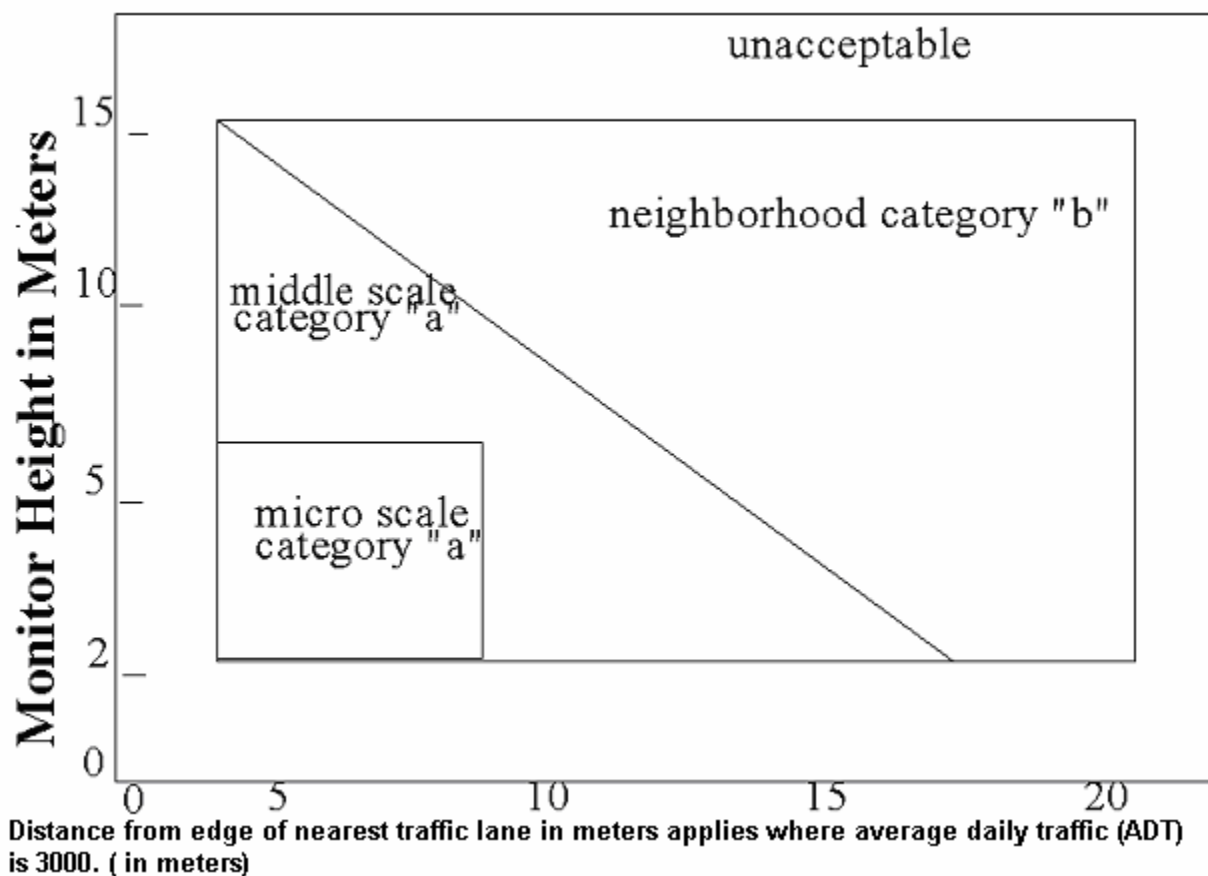 unacceptable
15
neighborhood category "b"
10
middle scale
category "a"
5
micro scale
category "a"
2
0
Monitor Height in Meters
0 5 10 15 20
Distance from edge of nearest traffic lane in meters applies where average daily traffic (ADT)
is 3000. ( in meters)